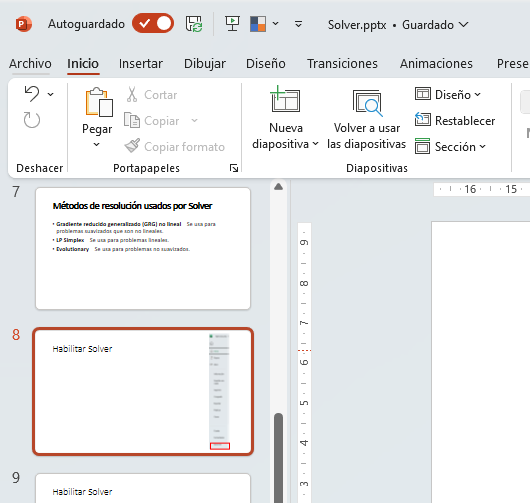 Autoguardado
Solver.pptx • Guardado
Archivo Inicio Insertar Dibujar Diseño Transiciones Animaciones Prese
Cortar
Copiar
Copiar formato
Pegar
Nueva diapositiva
Volver a usar las diapositivas
Diseño
Restablecer
Sección
Deshacer Portapapeles Diapositivas
7
Métodos de resolución usados por Solver
• Gradiente reducido generalizado (GRG) no lineal Se usa para
problemas suavizados que son no lineales.
• LP Simplex Se usa para problemas lineales.
• Evolutionary Se usa para problemas no suavizados.
8
Habilitar Solver
9
Habilitar Solver
16 15
9
8
7
6
5
4
3